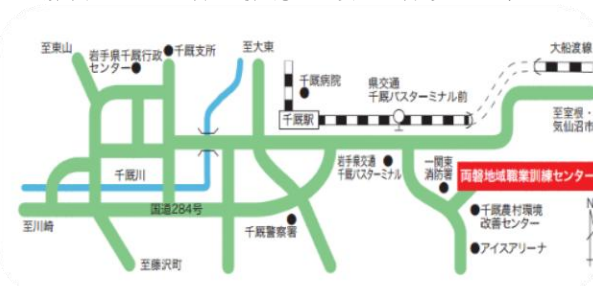 至東山
岩手県千厩行政
センター
千厩支所
至大東
千厩病院
千厩駅
県交通
千厩バスターミナル前
大船渡線
至室根・
気仙沼市
岩手県交通
千厩バスターミナル
一関東
消防署
両磐地域職業訓練センター
千厩川
国道284号
至川崎
千厩警察署
千厩農村環境
改善センター
アイスアリーナ
至藤沢町
N